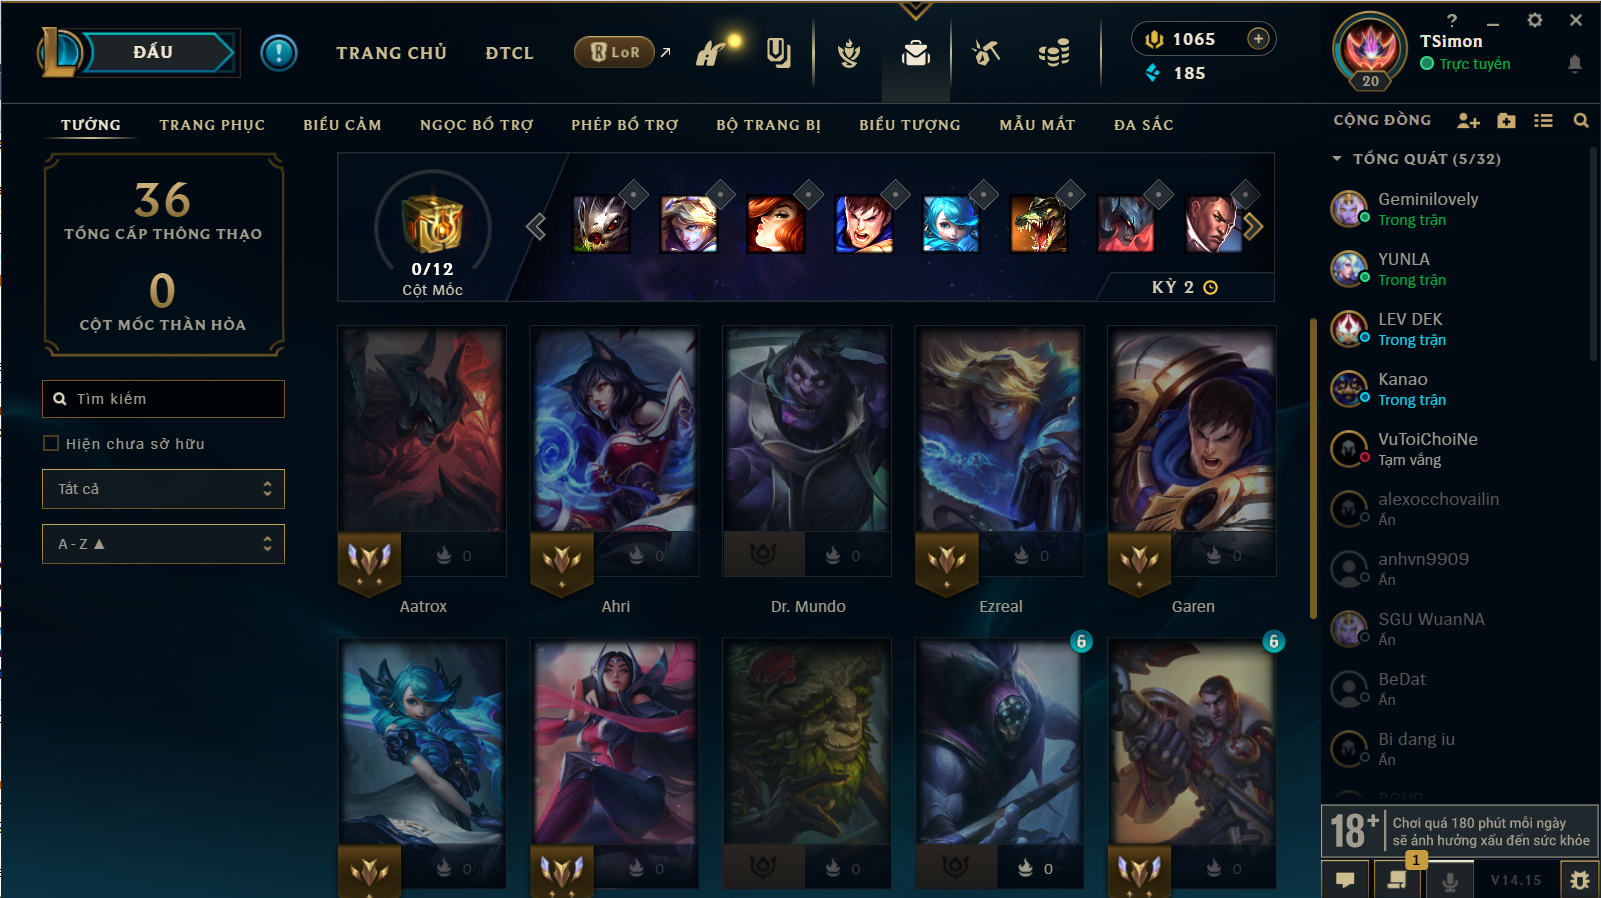 ĐẤU
TRANG CHỦ
ĐTCL
LoR
1065
185
TSimon
Trực tuyến
20
TƯỚNG
TRANG PHỤC
BIỂU CẢM
NGỌC BỔ TRỢ
PHÉP BỔ TRỢ
BỘ TRANG BỊ
BIỂU TƯỢNG
MẪU MẮT
ĐA SẮC
CỘNG ĐỒNG
36
TỔNG CẤP THÔNG THẠO
0
CỘT MỐC THẦN HỎA
Tìm kiếm
Hiện chưa sở hữu
Tất cả
A - Z ▲
0/12
Cột Mốc
KỲ 2
0
0
0
0
0
Aatrox
Ahri
Dr. Mundo
Ezreal
Garen
6
6
0
0
0
0
0
TỔNG QUÁT (5/32)
Geminilovely
Trong trận
YUNLA
Trong trận
LEV DEK
Trong trận
Kanao
Trong trận
VuToiChoiNe
Tạm vắng
alexocchovailin
Ẩn
anhvn9909
Ẩn
SGU WuanNA
Ẩn
BeDat
Ẩn
Bi dang iu
Ẩn
18+
Chơi quá 180 phút mỗi ngày
sẽ ảnh hưởng xấu đến sức khỏe
1
V14.15